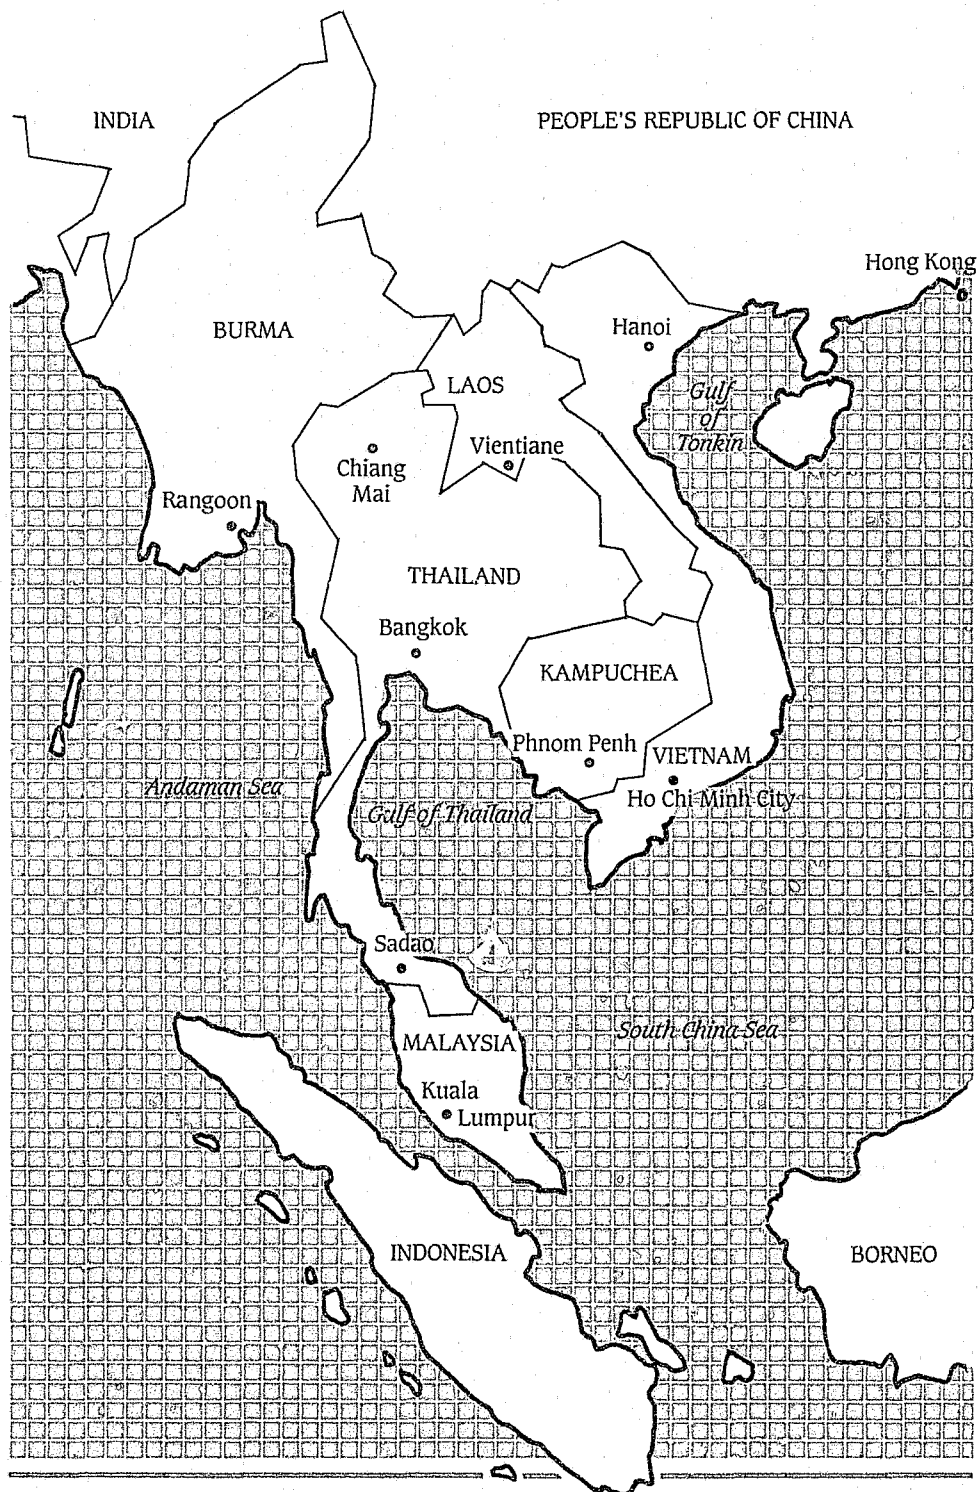 INDIA
PEOPLE'S REPUBLIC OF CHINA
Hong Kong
BURMA
Hanoi
LAOS
Gulf
of
Tonkin
Vientiane
Chiang
Mai
Rangoon
THAILAND
Bangkok
KAMPUCHEA
Phnom Penh
VIETNAM
Andaman Sea
Ho Chi Minh City
Gulf of Thailand
Sadao
South China Sea
MALAYSIA
Kuala
Lumpur
INDONESIA
BORNEO